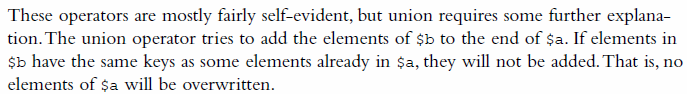 These operators are mostly fairly self-evident, but union requires some further explana-
tion. The union operator tries to add the elements of $b to the end of $a. If elements in
$b have the same keys as some elements already in $a, they will not be added. That is, no
elements of $a will be overwritten.